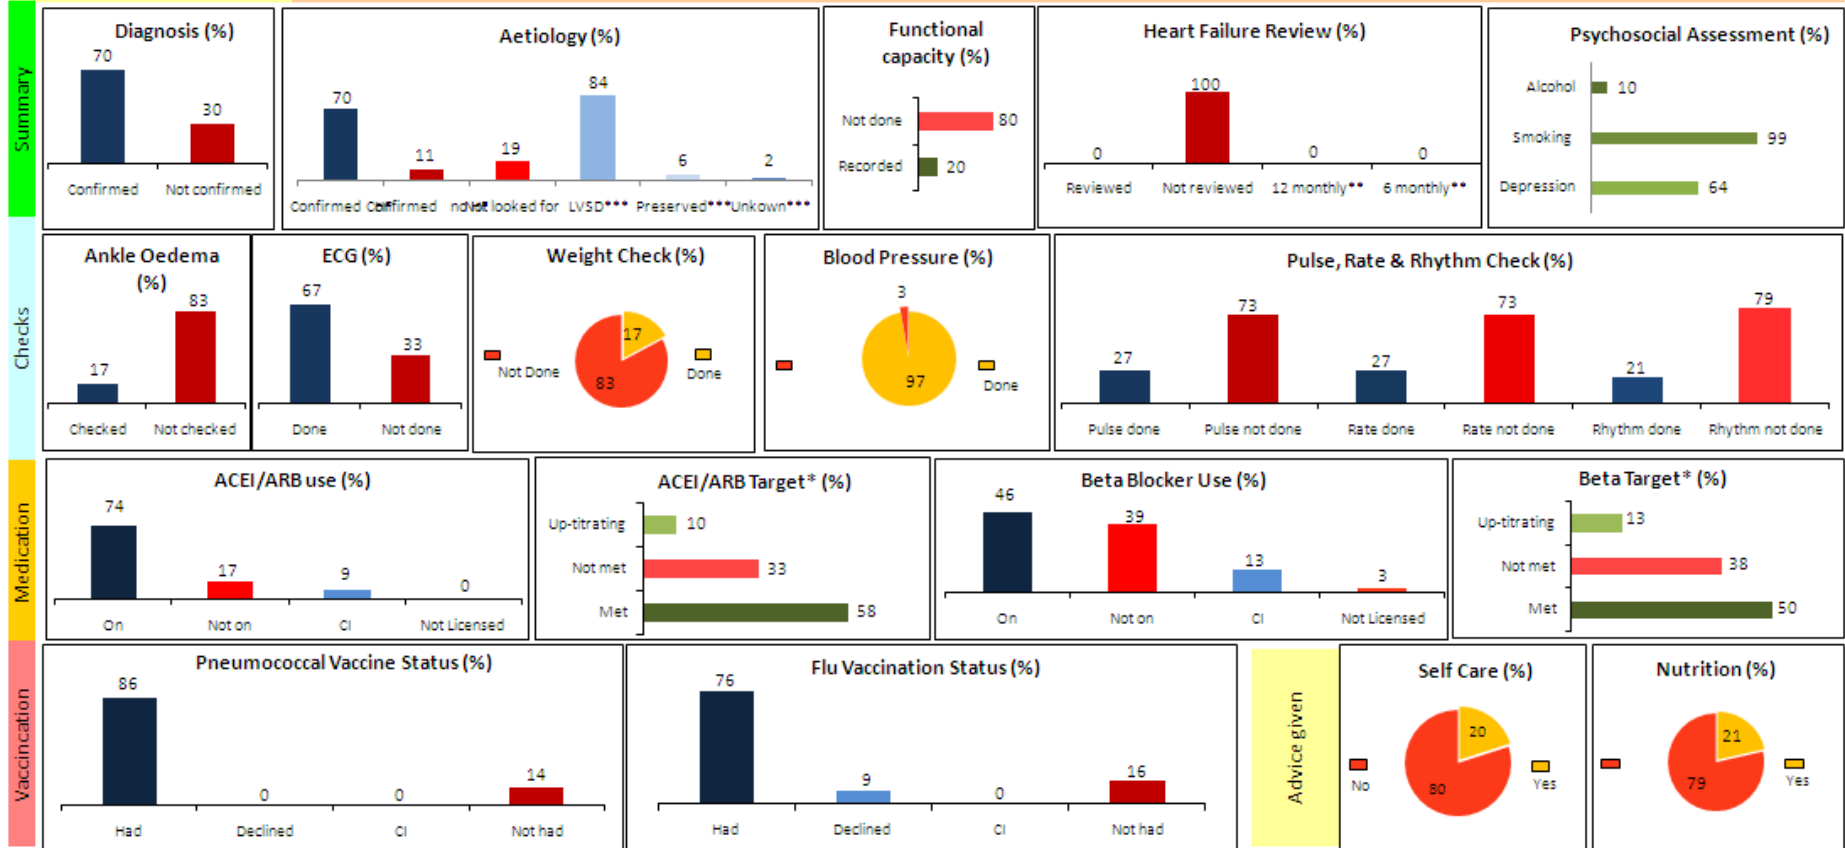 Summary
Diagnosis (%)
70
30
Confirmed
Not confirmed
Aetiology (%)
70
11
19
84
6
2
Confirmed
looked for
LVSD***
Preserved***
Unkown***
Functional
capacity (%)
Not done
80
Recorded
20
Heart Failure Review (%)
0
100
0
0
Reviewed
Not reviewed
12 monthly**
6 monthly**
Psychosocial Assessment (%)
Alcohol
10
Smoking
99
Depression
64
Checks
Ankle Oedema
(%)
17
83
Checked
Not checked
ECG (%)
67
33
Done
Not done
Weight Check (%)
17
83
Not Done
Done
Blood Pressure (%)
3
97
Done
Pulse, Rate & Rhythm Check (%)
27
73
27
73
21
79
Pulse done
Pulse not done
Rate done
Rate not done
Rhythm done
Rhythm not done
Medication
ACEI/ARB use (%)
74
17
9
0
On
Not on
CI
Not Licensed
ACEI/ARB Target* (%)
Up-titrating
10
Not met
33
Met
58
Beta Blocker Use (%)
46
39
13
3
On
Not on
CI
Not Licensed
Beta Target* (%)
Up-titrating
13
Not met
38
Met
50
Vaccincation
Pneumococcal Vaccine Status (%)
86
0
0
14
Had
Declined
CI
Not had
Flu Vaccination Status (%)
76
9
0
16
Had
Declined
CI
Not had
Advice given
Self Care (%)
20
80
No
Yes
Nutrition (%)
21
79
Yes